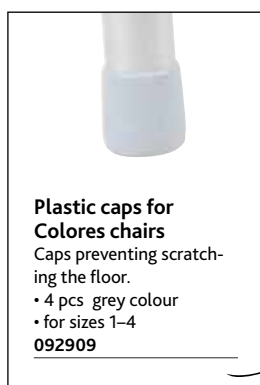 Plastic caps for
Colores chairs
Caps preventing scratch-
ing the floor.
• 4 pcs  grey colour
• for sizes 1–4
092909